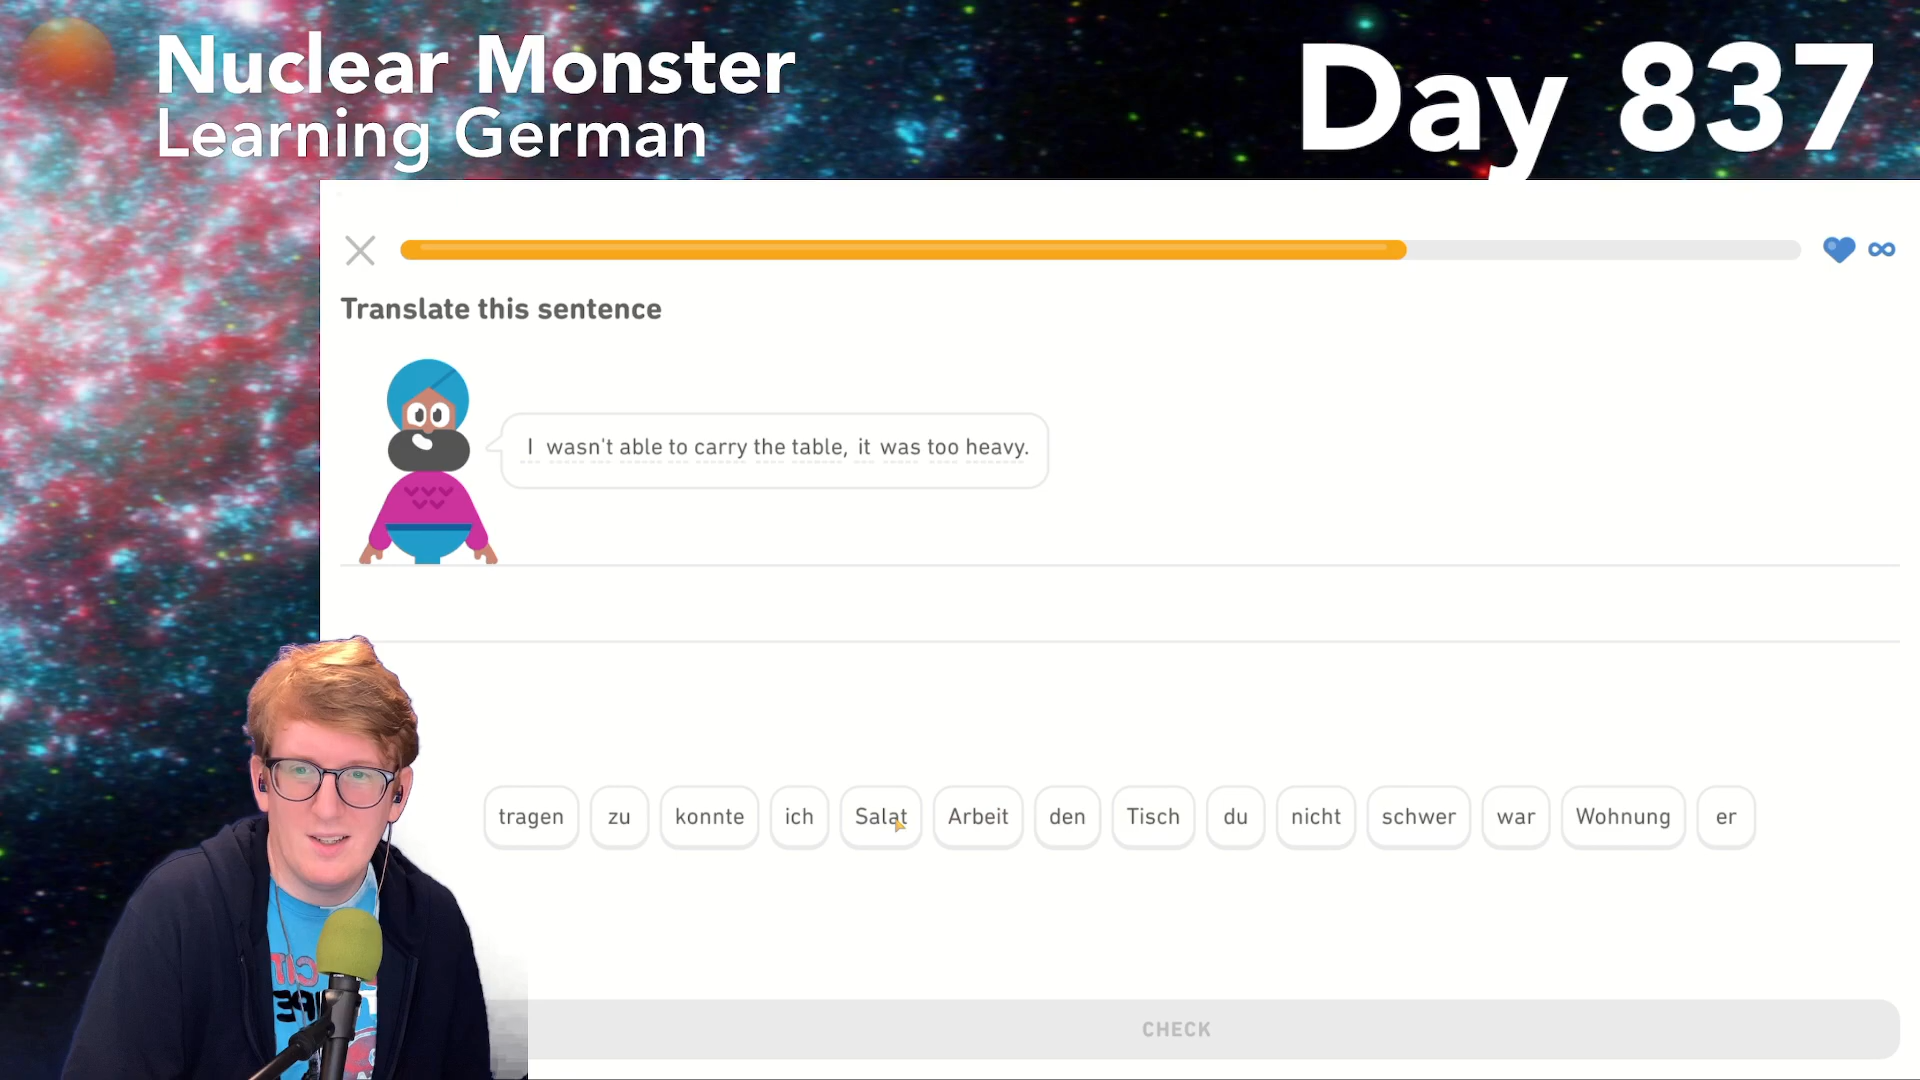 Nuclear Monster
Learning German
Day 837
Translate this sentence
I wasn't able to carry the table, it was too heavy.
tragen zu konnte ich Salat Arbeit den Tisch du nicht schwer war Wohnung er
CHECK